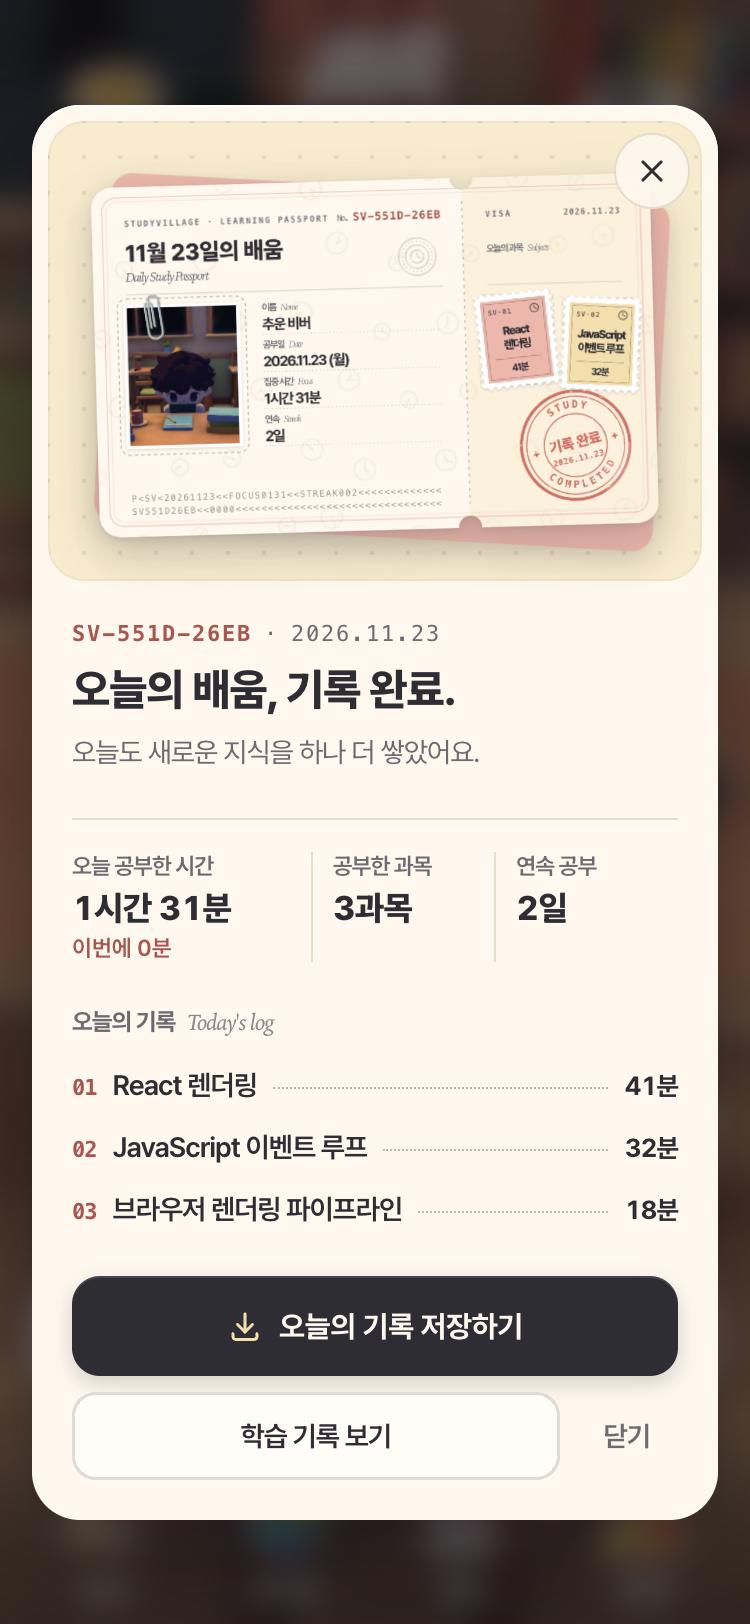 STUDYVILLAGE · LEARNING PASSPORT
No. SV-551D-26EB
11월 23일의 배움
Daily Study Passport
이름 Name
추운 비버
공부일 Date
2026.11.23 (월)
집중시간 Focus
1시간 31분
연속 Streak
2일
P<SV<20261123<<FOCUS0131<<STREAK002<<<<<<<<<<<<<
SV551D26EB<<0000<<<<<<<<<<<<<<<<<<<<<<<<<<<<<<<<
VISA
2026.11.23
오늘의 과목 Subjects
SV-01
React
렌더링
41분
SV-02
JavaScript
이벤트 루프
32분
STUDY
기록 완료
2026.11.23
COMPLETED
SV-551D-26EB · 2026.11.23
오늘의 배움, 기록 완료.
오늘도 새로운 지식을 하나 더 쌓았어요.
오늘 공부한 시간
1시간 31분
이번에 0분
공부한 과목
3과목
연속 공부
2일
오늘의 기록 Today's log
01 React 렌더링 41분
02 JavaScript 이벤트 루프 32분
03 브라우저 렌더링 파이프라인 18분
오늘의 기록 저장하기
학습 기록 보기
닫기